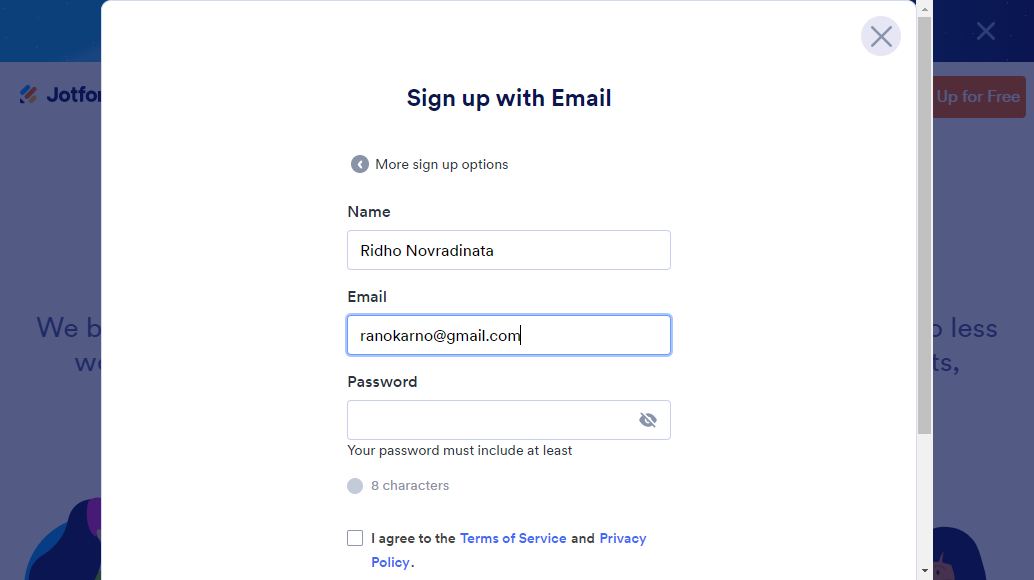 Jotfor
Up for Free
Sign up with Email
More sign up options
Name
Ridho Novradinata
Email
ranokarno@gmail.com
Password
Your password must include at least
8 characters
I agree to the Terms of Service and Privacy
Policy.
We b
less
we
ts,